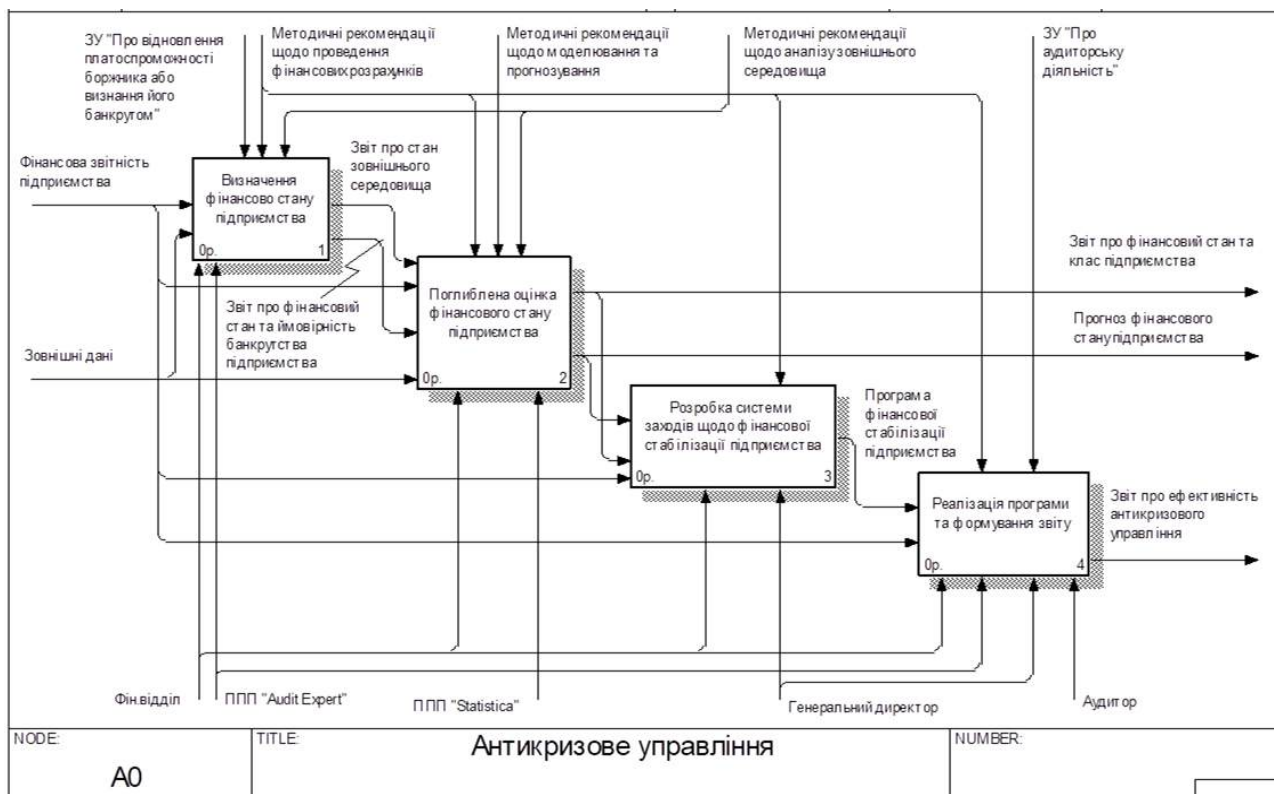 ЗУ "Про відновлення
платоспроможності
боржника або
визнання його
банкрутом"
Методичні рекомендації
щодо проведення
фінансових розрахунків
Методичні рекомендації
щодо моделювання та
прогнозування
Методичні рекомендації
щодо аналізу зовнішнього
середовища
ЗУ "Про
аудиторську
діяльність"
Фінансова звітність
підприємства
Визначення
фінансово стану
підприємства
0р. 1
Звіт про стан
зовнішнього
середовища
Звіт про фінансовий
стан та ймовірність
банкрутства
підприємства
Зовнішні дані
Поглиблена оцінка
фінансового стану
підприємства
0р. 2
Звіт про фінансовий стан та
клас підприємства
Прогноз фінансового
стану підприємства
Розробка системи
заходів щодо фінансової
стабілізації підприємства
0р. 3
Програма
фінансової
стабілізації
підприємства
Реалізація програми
та формування звіту
0р. 4
Звіт про ефективність
антикризового
управління
Фін.відділ
ППП "Audit Expert"
ППП "Statistica"
Генеральний директор
Аудитор
NODE:
A0
TITLE:
Антикризове управління
NUMBER: